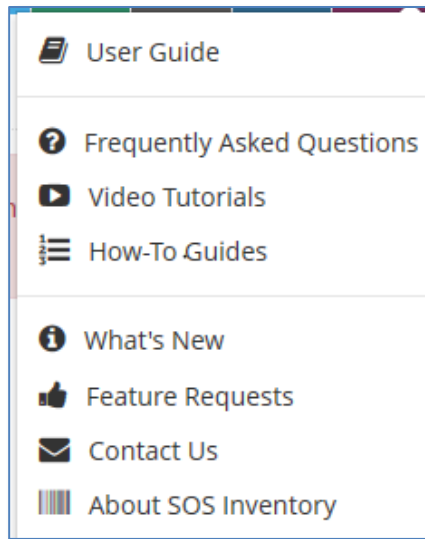 User Guide
Frequently Asked Questions
Video Tutorials
How-To Guides
What's New
Feature Requests
Contact Us
About SOS Inventory